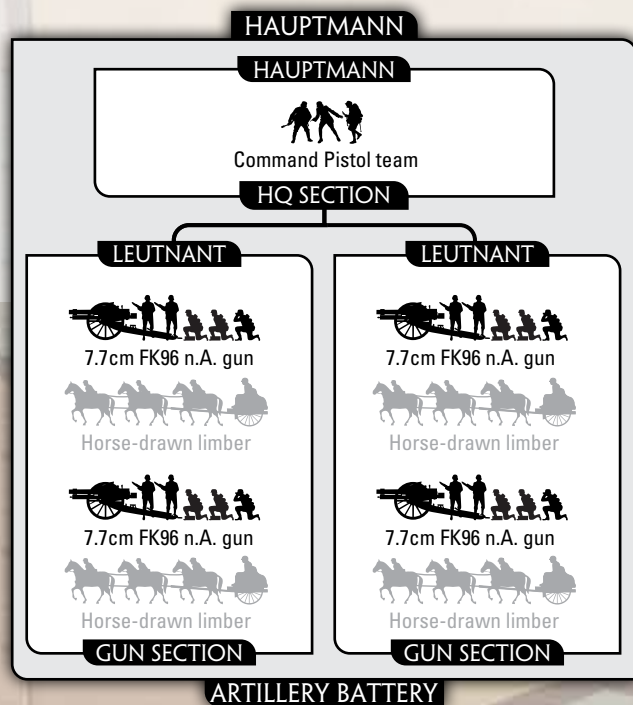 HAUPTMANN
HAUPTMANN
Command Pistol team
HQ SECTION
LEUTNANT
7.7cm FK96 n.A. gun
Horse-drawn limber
7.7cm FK96 n.A. gun
Horse-drawn limber
GUN SECTION
LEUTNANT
7.7cm FK96 n.A. gun
Horse-drawn limber
7.7cm FK96 n.A. gun
Horse-drawn limber
GUN SECTION
ARTILLERY BATTERY